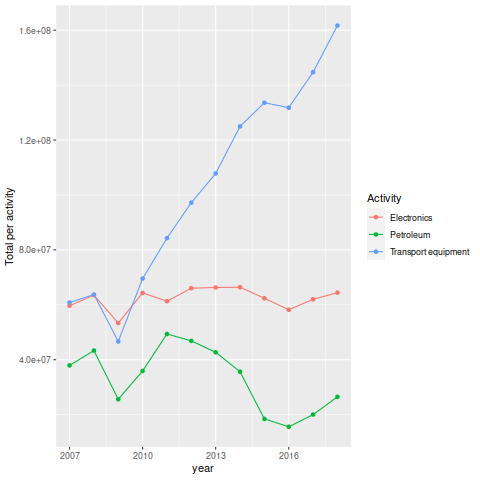 1.6e+08
1.2e+08
8.0e+07
4.0e+07
Total per activity
2007 2010 2013 2016
year
Activity
Electronics
Petroleum
Transport equipment